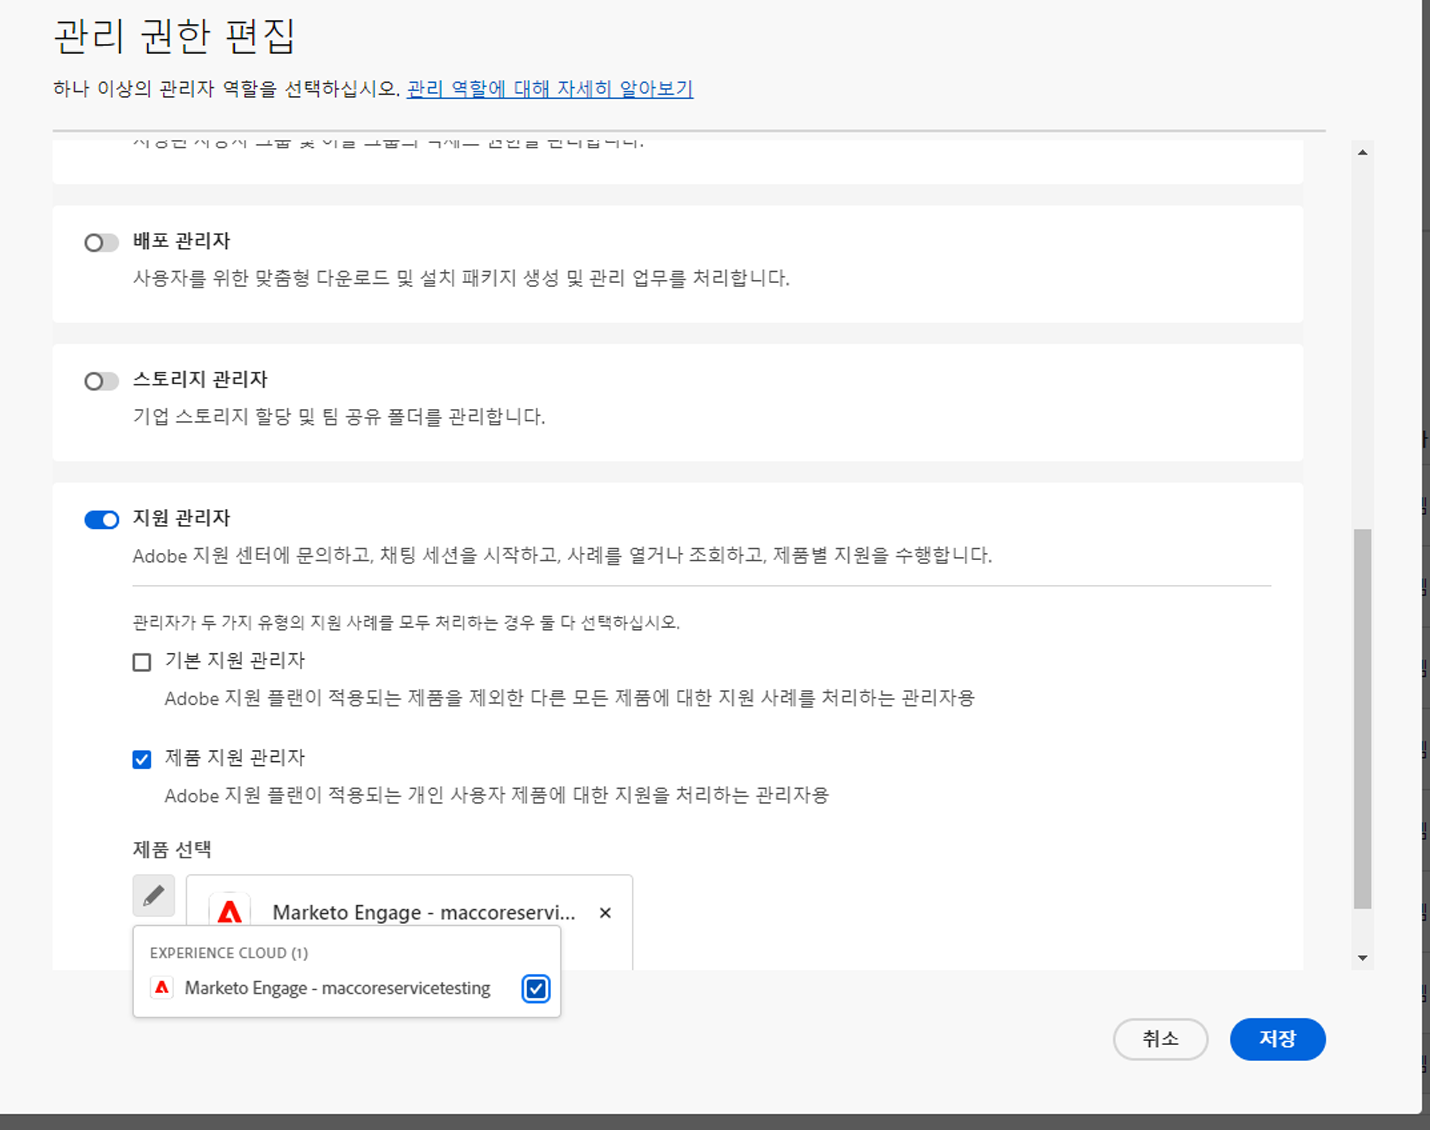 관리 권한 편집
하나 이상의 관리자 역할을 선택하십시오. 관리 역할에 대해 자세히 알아보기
배포 관리자
사용자를 위한 맞춤형 다운로드 및 설치 패키지 생성 및 관리 업무를 처리합니다.
스토리지 관리자
기업 스토리지 할당 및 팀 공유 폴더를 관리합니다.
지원 관리자
Adobe 지원 센터에 문의하고, 채팅 세션을 시작하고, 사례를 열거나 조회하고, 제품별 지원을 수행합니다.
관리자가 두 가지 유형의 지원 사례를 모두 처리하는 경우 둘 다 선택하십시오.
기본 지원 관리자
Adobe 지원 플랜이 적용되는 제품을 제외한 다른 모든 제품에 대한 지원 사례를 처리하는 관리자용
제품 지원 관리자
Adobe 지원 플랜이 적용되는 개인 사용자 제품에 대한 지원을 처리하는 관리자용
제품 선택
Marketo Engage - maccoreservi...
EXPERIENCE CLOUD (1)
Marketo Engage - maccoreservicetesting
취소
저장